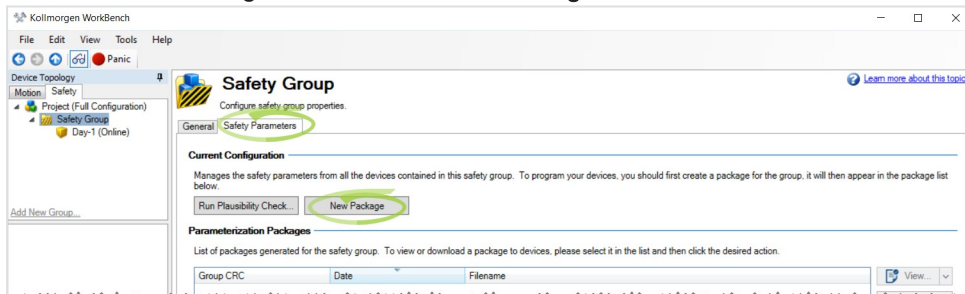 Kollmorgen WorkBench
File Edit View Tools Help
Panic
Device Topology
Motion Safety
Project (Full Configuration)
Safety Group
Day-1 (Online)
Add New Group...
Safety Group
Configure safety group properties.
Learn more about this topic
General Safety Parameters
Current Configuration
Manages the safety parameters from all the devices contained in this safety group. To program your devices, you should first create a package for the group, it will then appear in the package list
below.
Run Plausibility Check... New Package
Parameterization Packages
List of packages generated for the safety group. To view or download a package to devices, please select it in the list and then click the desired action.
Group CRC Date Filename View...